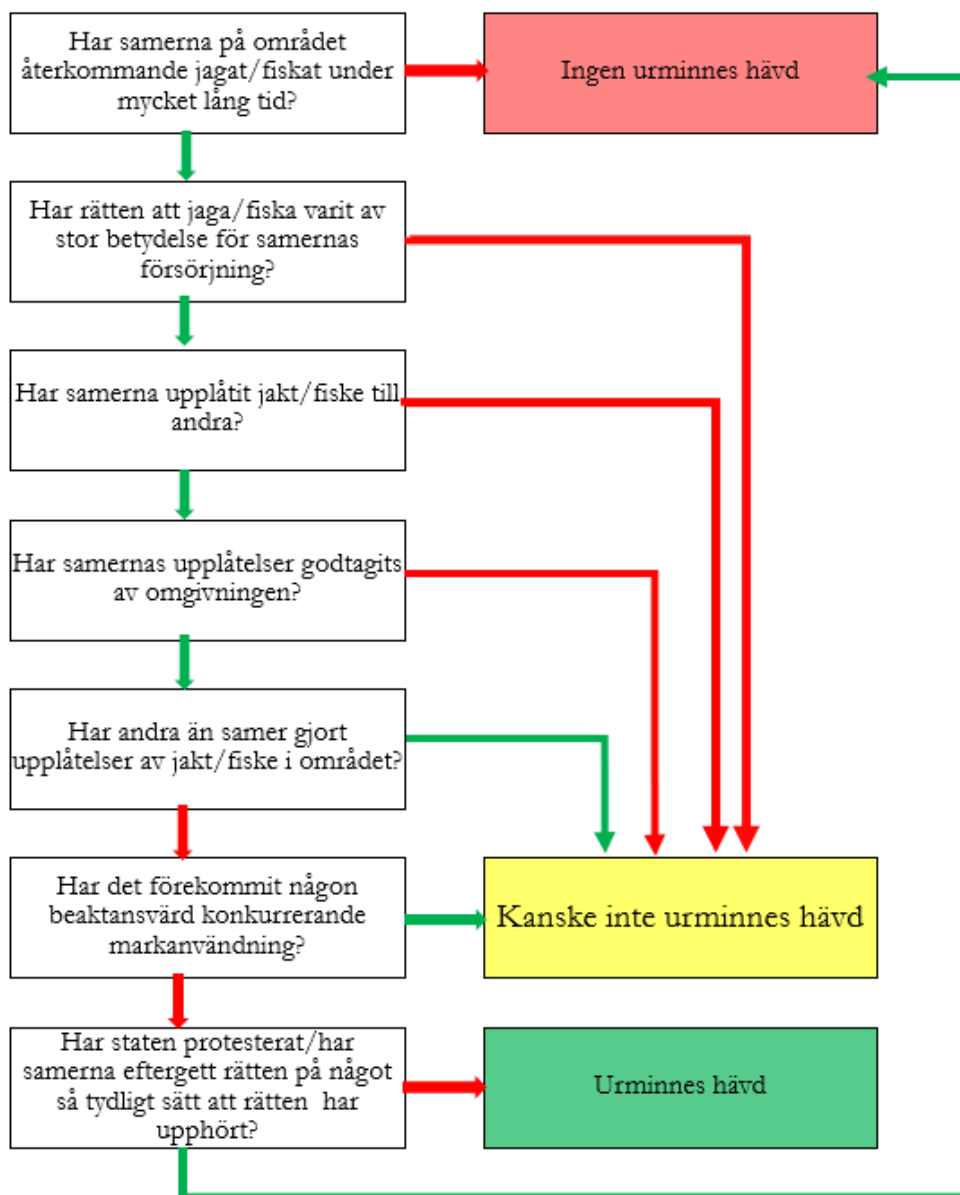 Har samerna på området
återkommande jagat/fiskat under
mycket lång tid?
Ingen urminnes hävd
Har rätten att jaga/fiska varit av
stor betydelse för samernas
försörjning?
Har samerna upplåtit jakt/fiske till
andra?
Har samernas upplåtelser godtagits
av omgivningen?
Har andra än samer gjort
upplåtelser av jakt/fiske i området?
Har det förekommit någon
beaktansvärd konkurrerande
markanvändning?
Kanske inte urminnes hävd
Har staten protesterat/har
samerna eftergett rätten på något
så tydligt sätt att rätten har
upphört?
Urminnes hävd